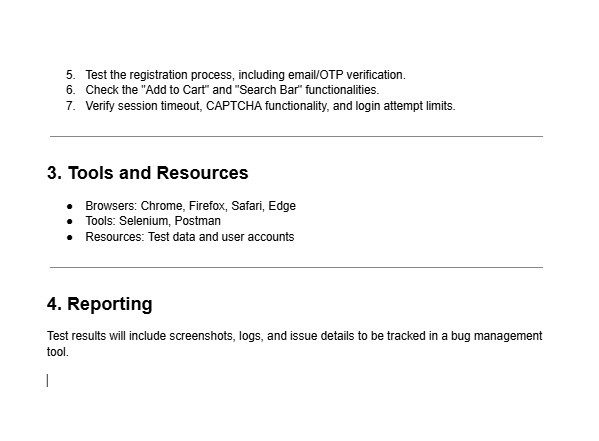 5. Test the registration process, including email/OTP verification.
6. Check the "Add to Cart" and "Search Bar" functionalities.
7. Verify session timeout, CAPTCHA functionality, and login attempt limits.
3. Tools and Resources
● Browsers: Chrome, Firefox, Safari, Edge
● Tools: Selenium, Postman
● Resources: Test data and user accounts
4. Reporting
Test results will include screenshots, logs, and issue details to be tracked in a bug management
tool.